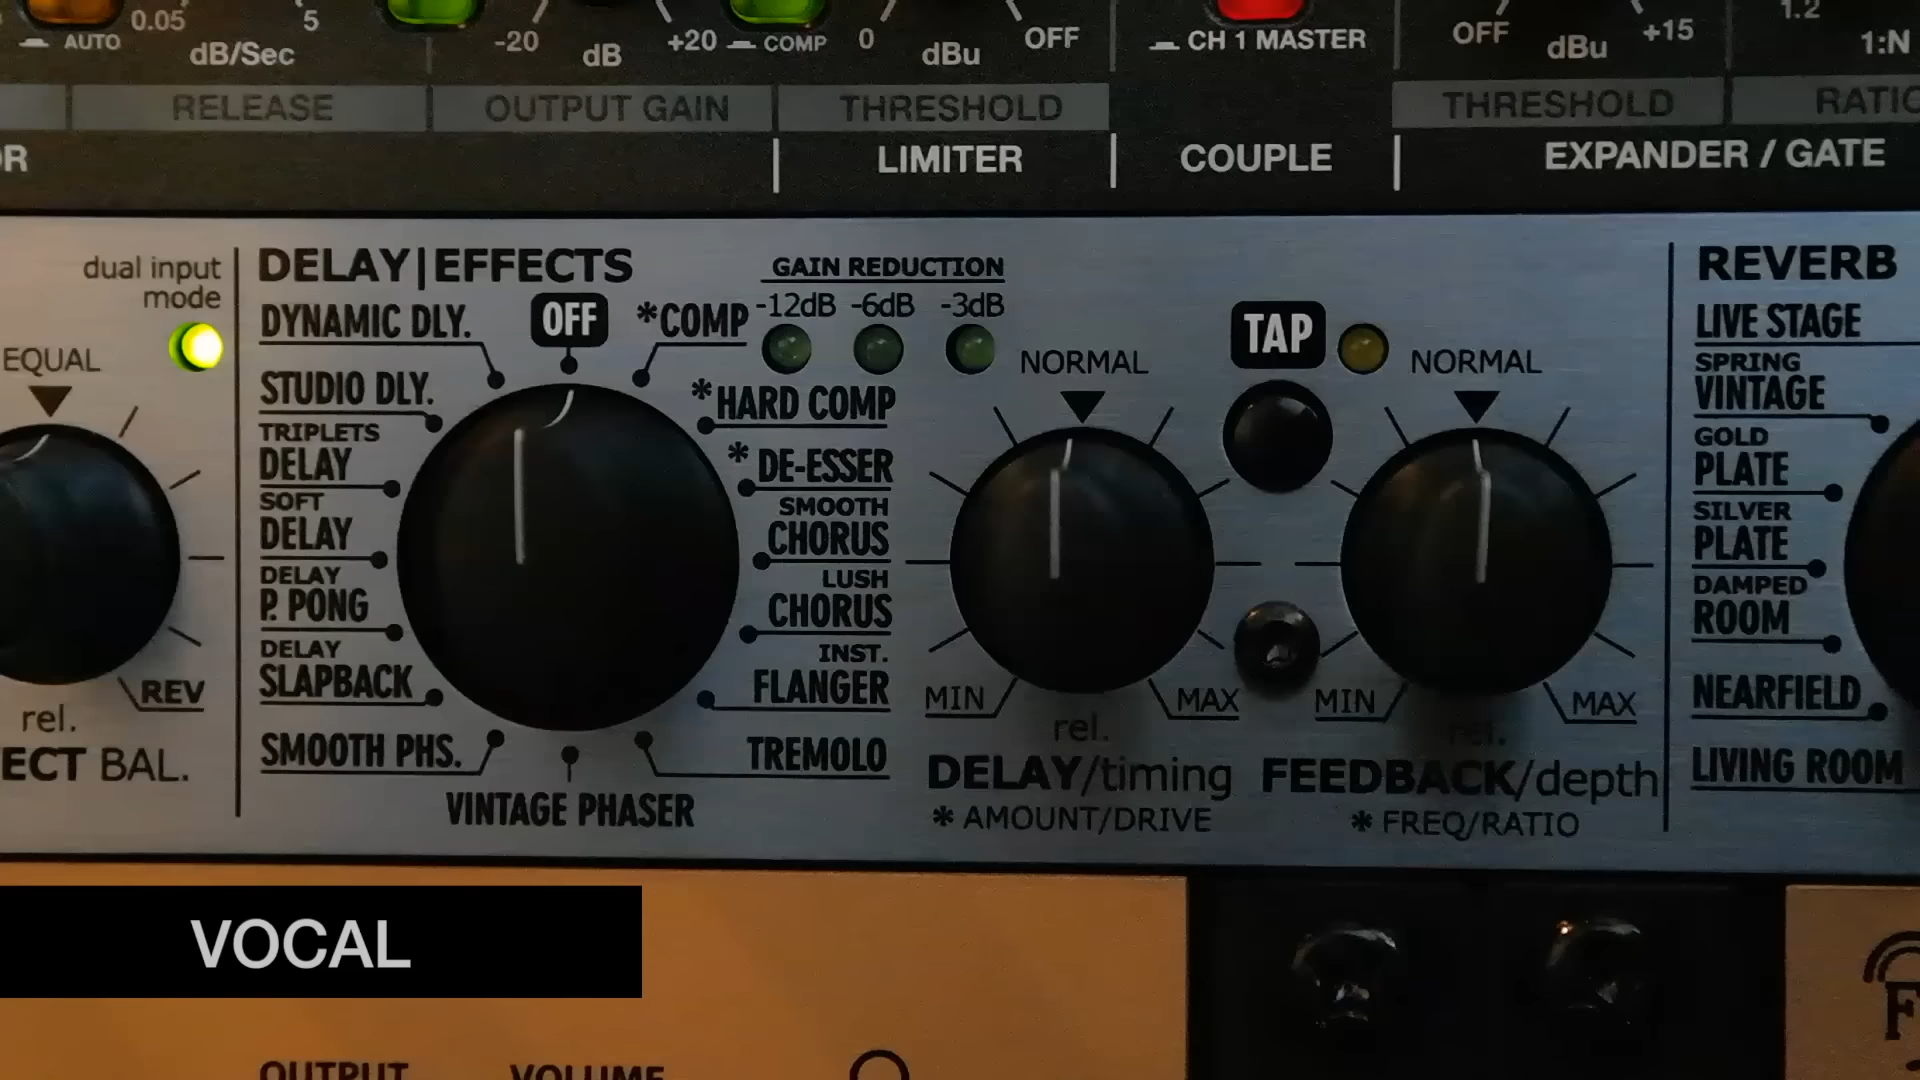 AUTO
0.05
5
dB/Sec
-20
dB
+20
COMP
0
dBu
OFF
CH 1 MASTER
OFF
dBu
+15
1.2
1:N
RELEASE
OUTPUT GAIN
THRESHOLD
THRESHOLD
LIMITER
COUPLE
EXPANDER / GATE
dual input
mode
EQUAL
REV
rel.
BAL.
DELAY|EFFECTS
DYNAMIC DLY.
STUDIO DLY.
TRIPLETS
DELAY
SOFT
DELAY
DELAY
P. PONG
DELAY
SLAPBACK
SMOOTH PHS.
VINTAGE PHASER
OFF
*COMP
*HARD COMP
*DE-ESSER
SMOOTH
CHORUS
LUSH
CHORUS
INST.
FLANGER
TREMOLO
GAIN REDUCTION
-12dB -6dB -3dB
NORMAL
MIN
MAX
rel.
DELAY/timing
* AMOUNT/DRIVE
TAP
NORMAL
MIN
MAX
rel.
FEEDBACK/depth
* FREQ/RATIO
REVERB
LIVE STAGE
SPRING
VINTAGE
GOLD
PLATE
SILVER
PLATE
DAMPED
ROOM
NEARFIELD
LIVING ROOM
VOCAL
OUTPUT
VOLUME